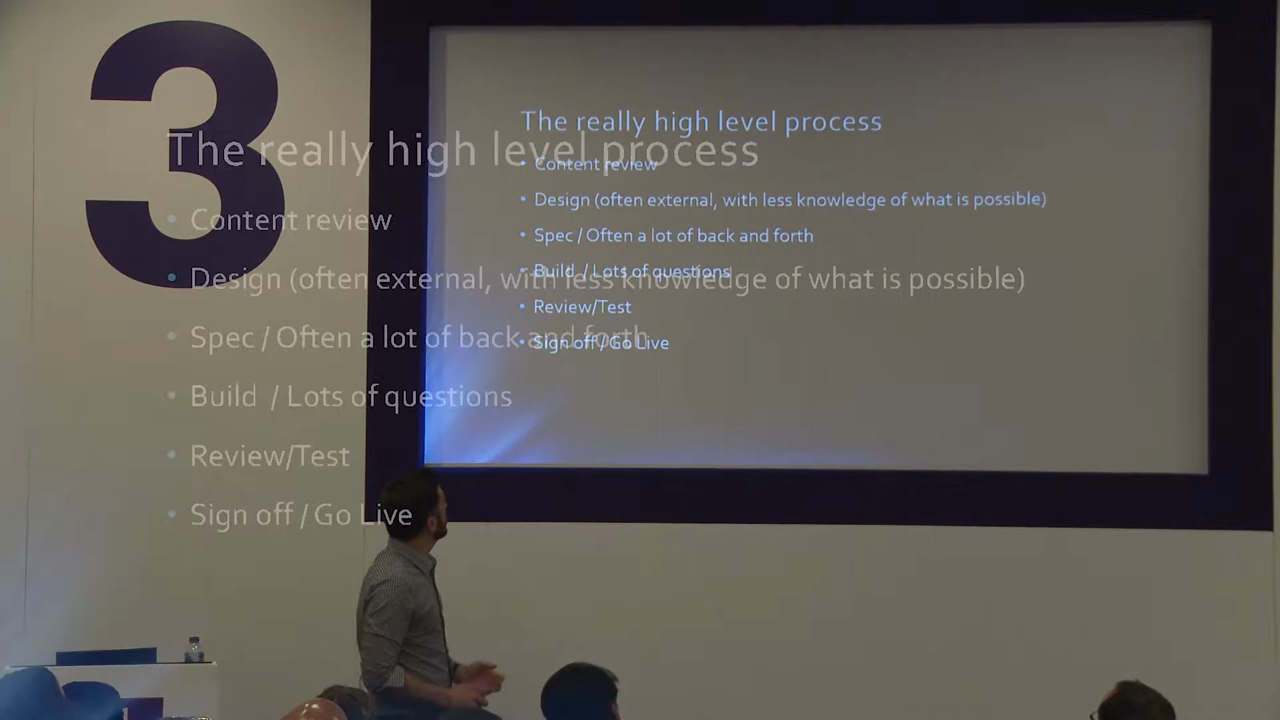 3
The really high level process
• Content review
• Design (often external, with less knowledge of what is possible)
• Spec / Often a lot of back and forth
• Build / Lots of questions
• Review/Test
• Sign off / Go Live
The really high level process
• Content review
• Design (often external, with less knowledge of what is possible)
• Spec / Often a lot of back and forth
• Build / Lots of questions
• Review/Test
• Sign off / Go Live